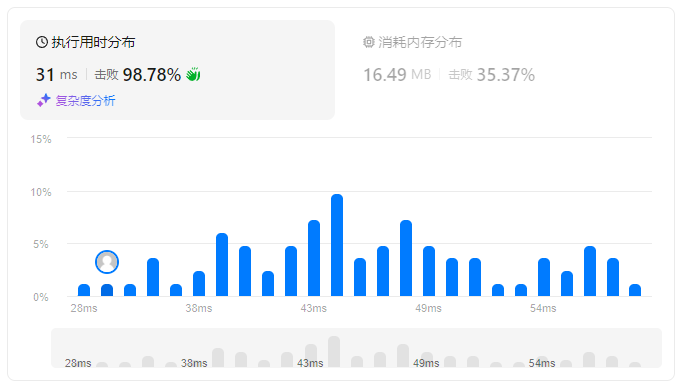 执行用时分布
31 ms 击败 98.78%
复杂度分析
消耗内存分布
16.49 MB 击败 35.37%
15%
10%
5%
0%
28ms 38ms 43ms 49ms 54ms
28ms 38ms 43ms 49ms 54ms